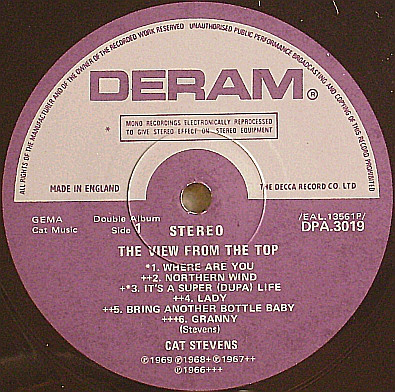 ALL RIGHTS OF THE MANUFACTURER AND OF THE OWNER OF THE RECORDED WORK RESERVED UNAUTHORISED PUBLIC PERFORMANCE BROADCASTING AND COPYING OF THIS RECORD PROHIBITED
DERAM®
* MONO RECORDINGS ELECTRONICALLY REPROCESSED
TO GIVE STEREO EFFECT ON STEREO EQUIPMENT
MADE IN ENGLAND THE DECCA RECORD CO. LTD
GEMA Double Album /EAL.13561P/
Cat Music Side 1 STEREO DPA.3019
THE VIEW FROM THE TOP
*1. WHERE ARE YOU
++2. NORTHERN WIND
+*3. IT'S A SUPER (DUPA) LIFE
++4. LADY
++5. BRING ANOTHER BOTTLE BABY
+++6. GRANNY
(Stevens)
CAT STEVENS
℗1969 ℗1968+ ℗1967++
℗1966+++